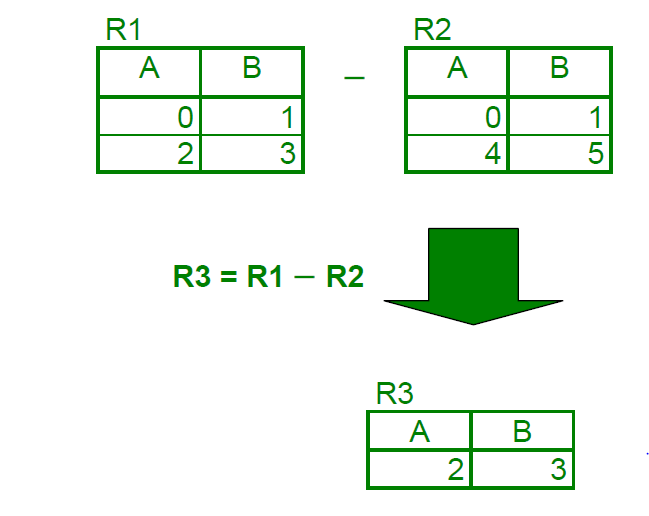 R1 R2
A B – A B
0 1 0 1
2 3 4 5
R3 = R1 – R2
R3
A B
2 3